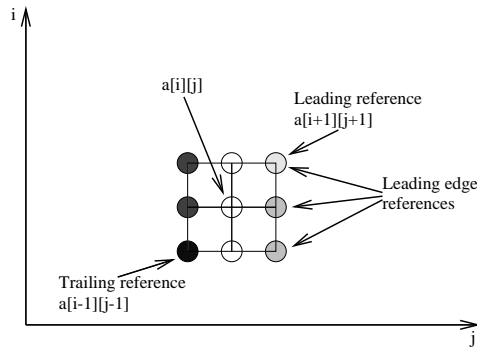 i
a[i][j]
Leading reference
a[i+1][j+1]
Leading edge
references
Trailing reference
a[i-1][j-1]
j